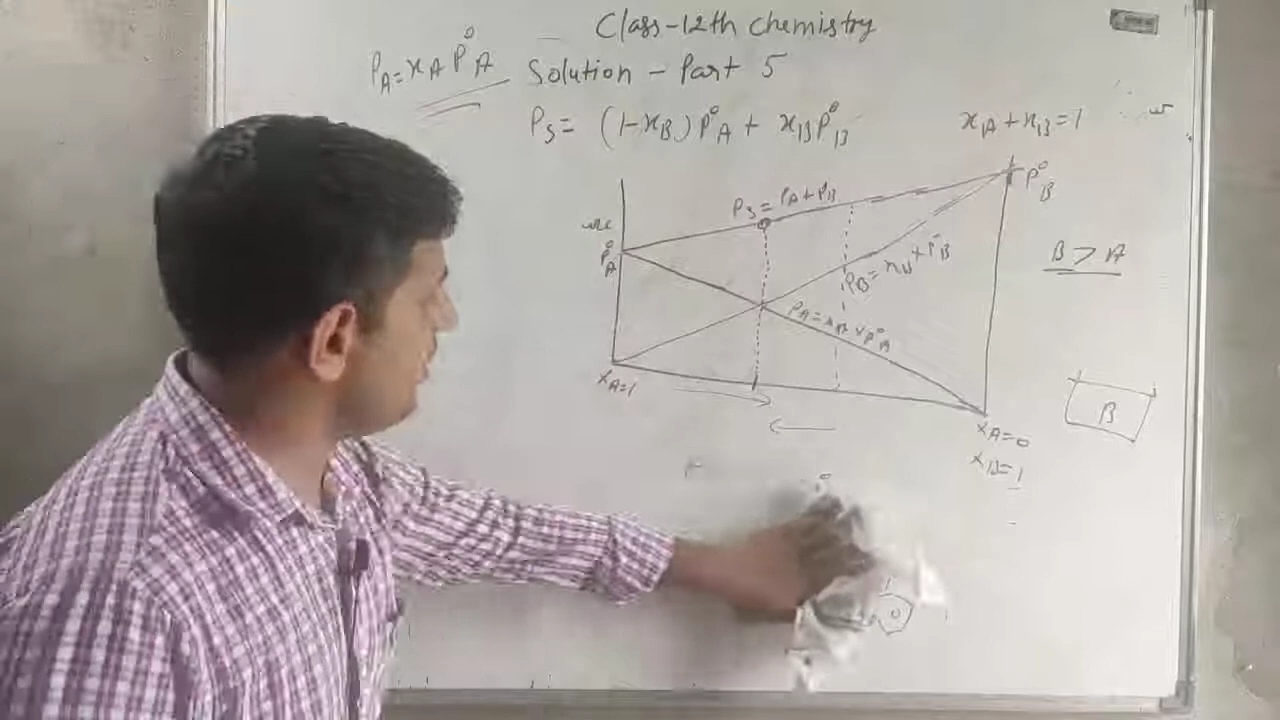 Class-12th Chemistry
P_A = x_A P°_A
Solution - Part 5
P_S = (1-x_B) P°_A + x_B P°_B
x_A + x_B = 1
P_S = P_A + P_B
P°_B
P°_A
B > A
P_B = x_B × P°_B
P_A = x_A × P°_A
x_A=1
B
x_A=0
x_B=1